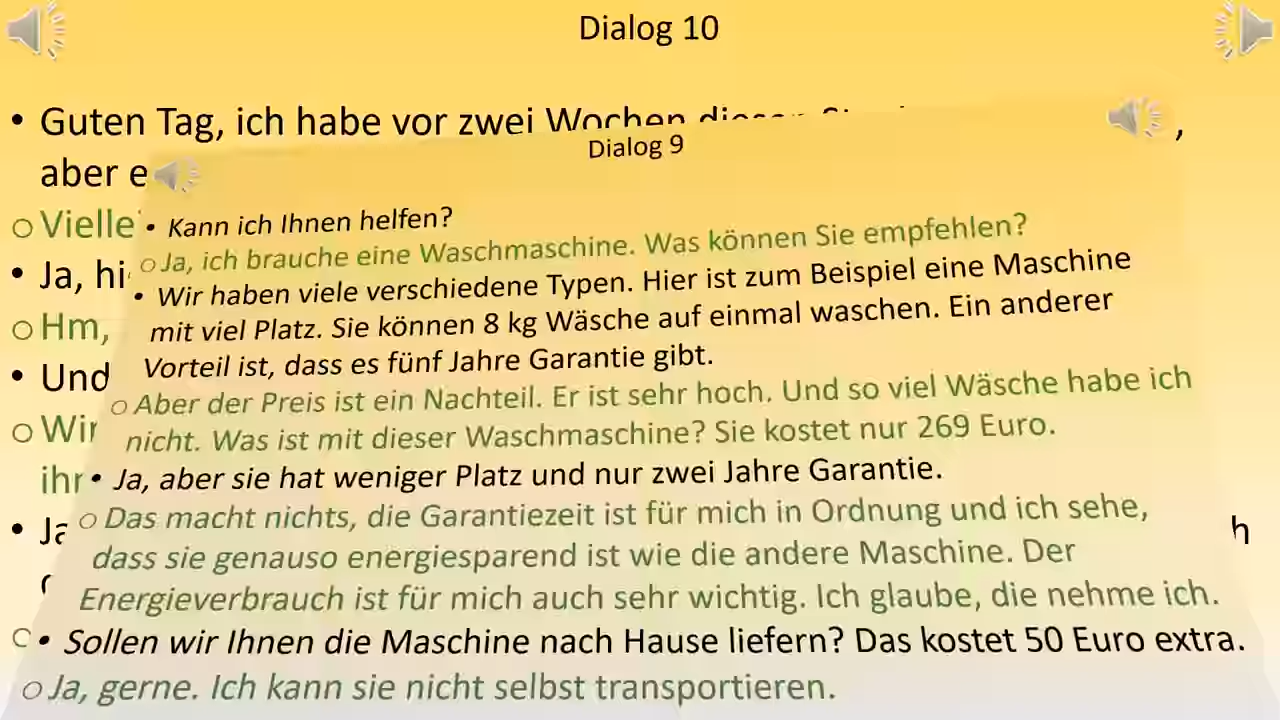 Dialog 10
• Guten Tag, ich habe vor zwei Wochen
aber
Dialog 9
• Kann ich Ihnen helfen?
○ Ja, ich brauche eine Waschmaschine. Was können Sie empfehlen?
• Ja,
• Wir haben viele verschiedene Typen. Hier ist zum Beispiel eine Maschine
mit viel Platz. Sie können 8 kg Wäsche auf einmal waschen. Ein anderer
Vorteil ist, dass es fünf Jahre Garantie gibt.
○ Hm,
• Und
○ Aber der Preis ist ein Nachteil. Er ist sehr hoch. Und so viel Wäsche habe ich
nicht. Was ist mit dieser Waschmaschine? Sie kostet nur 269 Euro.
• Ja, aber sie hat weniger Platz und nur zwei Jahre Garantie.
○ Das macht nichts, die Garantiezeit ist für mich in Ordnung und ich sehe,
dass sie genauso energiesparend ist wie die andere Maschine. Der
Energieverbrauch ist für mich auch sehr wichtig. Ich glaube, die nehme ich.
• Sollen wir Ihnen die Maschine nach Hause liefern? Das kostet 50 Euro extra.
○ Ja, gerne. Ich kann sie nicht selbst transportieren.